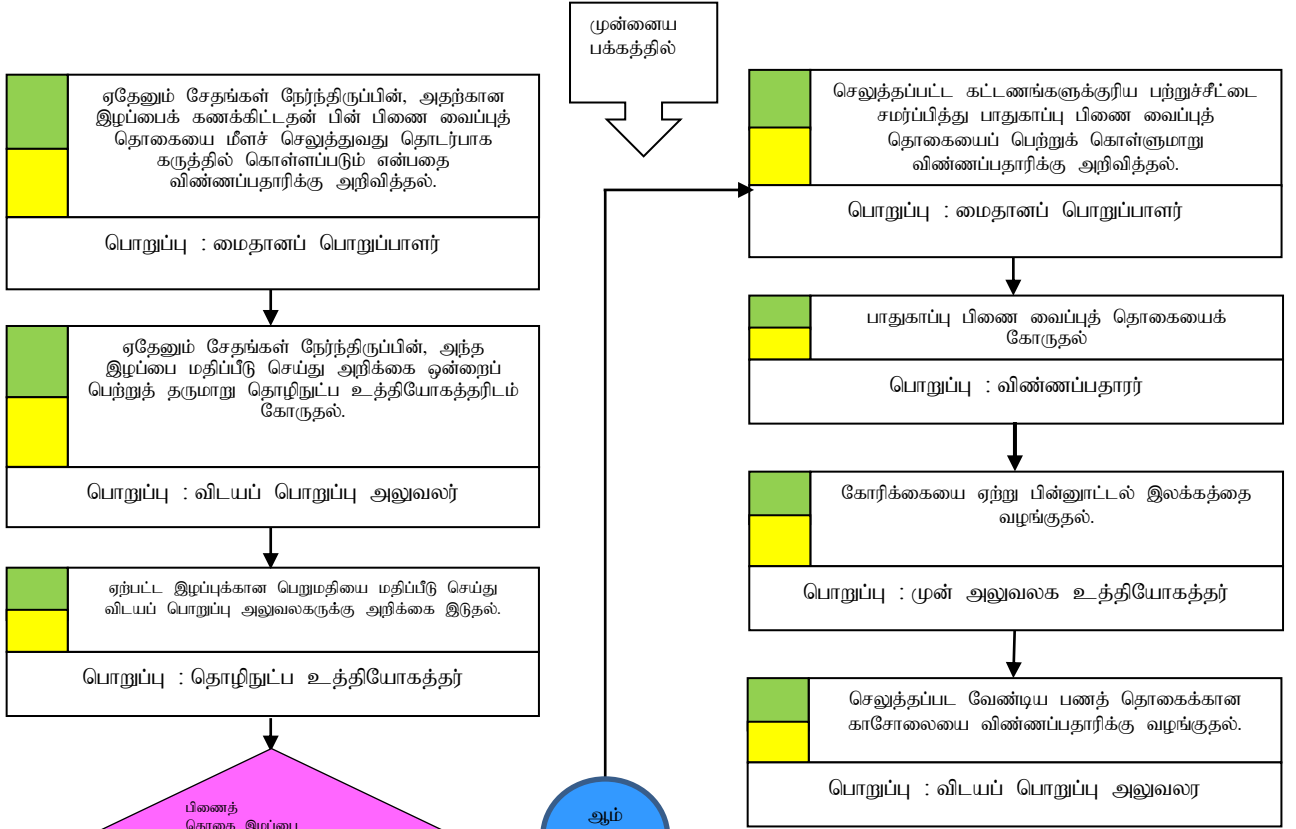 முன்னைய
பக்கத்தில்
ஏதேனும் சேதங்கள் நேர்ந்திருப்பின், அதற்கான
இழப்பைக் கணக்கிட்டதன் பின் பிணை வைப்புத்
தொகையை மீளச் செலுத்துவது தொடர்பாக
கருத்தில் கொள்ளப்படும் என்பதை
விண்ணப்பதாரிக்கு அறிவித்தல்.
பொறுப்பு : மைதானப் பொறுப்பாளர்
ஏதேனும் சேதங்கள் நேர்ந்திருப்பின், அந்த
இழப்பை மதிப்பீடு செய்து அறிக்கை ஒன்றைப்
பெற்றுத் தருமாறு தொழிநுட்ப உத்தியோகத்தரிடம்
கோருதல்.
பொறுப்பு : விடயப் பொறுப்பு அலுவலர்
ஏற்பட்ட இழப்புக்கான பெறுமதியை மதிப்பீடு செய்து
விடயப் பொறுப்பு அலுவலகருக்கு அறிக்கை இடுதல்.
பொறுப்பு : தொழிநுட்ப உத்தியோகத்தர்
பிணைத்
தொகை இழப்பை
ஆம்
செலுத்தப்பட்ட கட்டணங்களுக்குரிய பற்றுச்சீட்டை
சமர்ப்பித்து பாதுகாப்பு பிணை வைப்புத்
தொகையைப் பெற்றுக் கொள்ளுமாறு
விண்ணப்பதாரிக்கு அறிவித்தல்.
பொறுப்பு : மைதானப் பொறுப்பாளர்
பாதுகாப்பு பிணை வைப்புத் தொகையைக்
கோருதல்
பொறுப்பு : விண்ணப்பதாரர்
கோரிக்கையை ஏற்று பின்னூட்டல் இலக்கத்தை
வழங்குதல்.
பொறுப்பு : முன் அலுவலக உத்தியோகத்தர்
செலுத்தப்பட வேண்டிய பணத் தொகைக்கான
காசோலையை விண்ணப்பதாரிக்கு வழங்குதல்.
பொறுப்பு : விடயப் பொறுப்பு அலுவலர